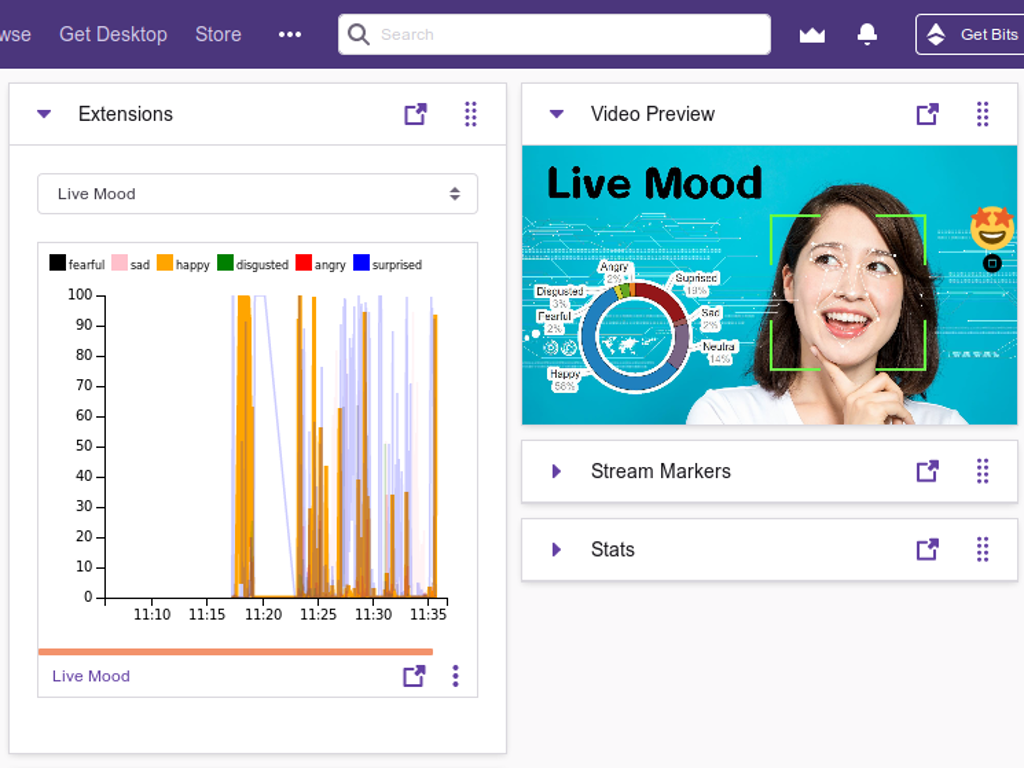 wse Get Desktop Store ••• Search Get Bits
Extensions
Live Mood
fearful sad happy disgusted angry surprised
100
90
80
70
60
50
40
30
20
10
0
11:10 11:15 11:20 11:25 11:30 11:35
Live Mood
Video Preview
Live Mood
Angry
2%
Suprised
19%
Disgusted
3%
Sad
2%
Fearful
2%
Neutral
14%
Happy
58%
Stream Markers
Stats